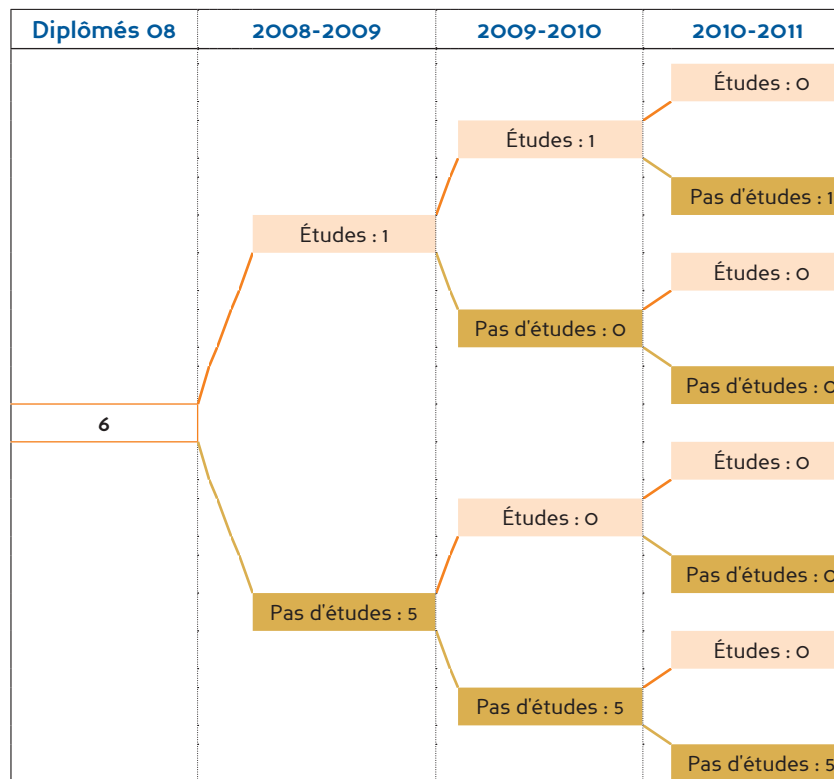 Diplômés 08 2008-2009 2009-2010 2010-2011
Études : 0
Études : 1
Pas d'études : 1
Études : 1
Études : 0
Pas d'études : 0
Pas d'études : 0
6
Études : 0
Études : 0
Pas d'études : 0
Pas d'études : 5
Études : 0
Pas d'études : 5
Pas d'études : 5